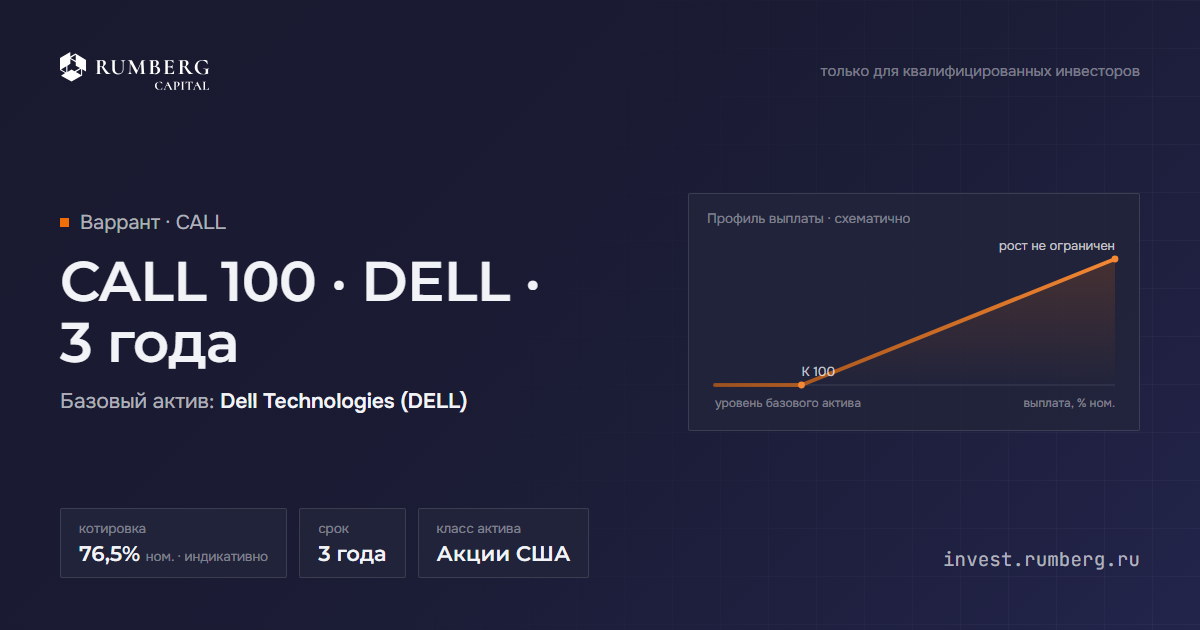 RUMBERG
CAPITAL
только для квалифицированных инвесторов
Варрант · CALL
CALL 100 · DELL ·
3 года
Базовый актив: Dell Technologies (DELL)
Профиль выплаты · схематично
рост не ограничен
К 100
уровень базового актива
выплата, % ном.
котировка
76,5% ном. · индикативно
срок
3 года
класс актива
Акции США
invest.rumberg.ru